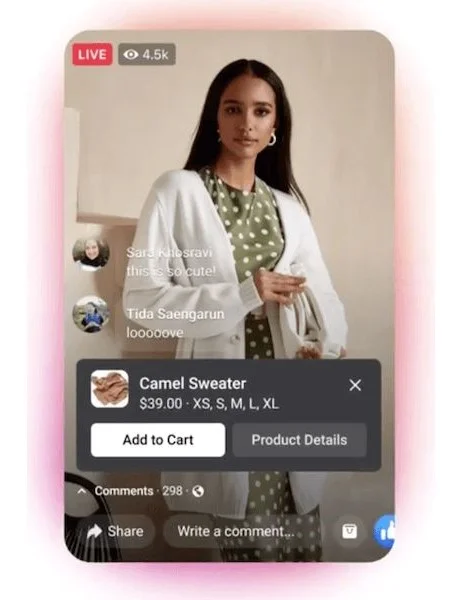 LIVE 4.5k
Sara Khosravi
this is so cute!
Tida Saengarun
looooove
Camel Sweater
$39.00 · XS, S, M, L, XL
Add to Cart Product Details
Comments · 298 ·
Share Write a comment...